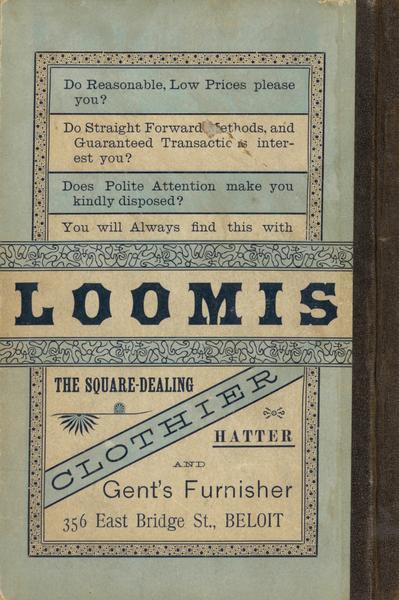 Do Reasonable, Low Prices please
you?
Do Straight Forward Methods, and
Guaranteed Transactions inter-
est you?
Does Polite Attention make you
kindly disposed?
You will Always find this with
LOOMIS
THE SQUARE-DEALING
CLOTHIER
HATTER
AND
Gent's Furnisher
356 East Bridge St., BELOIT